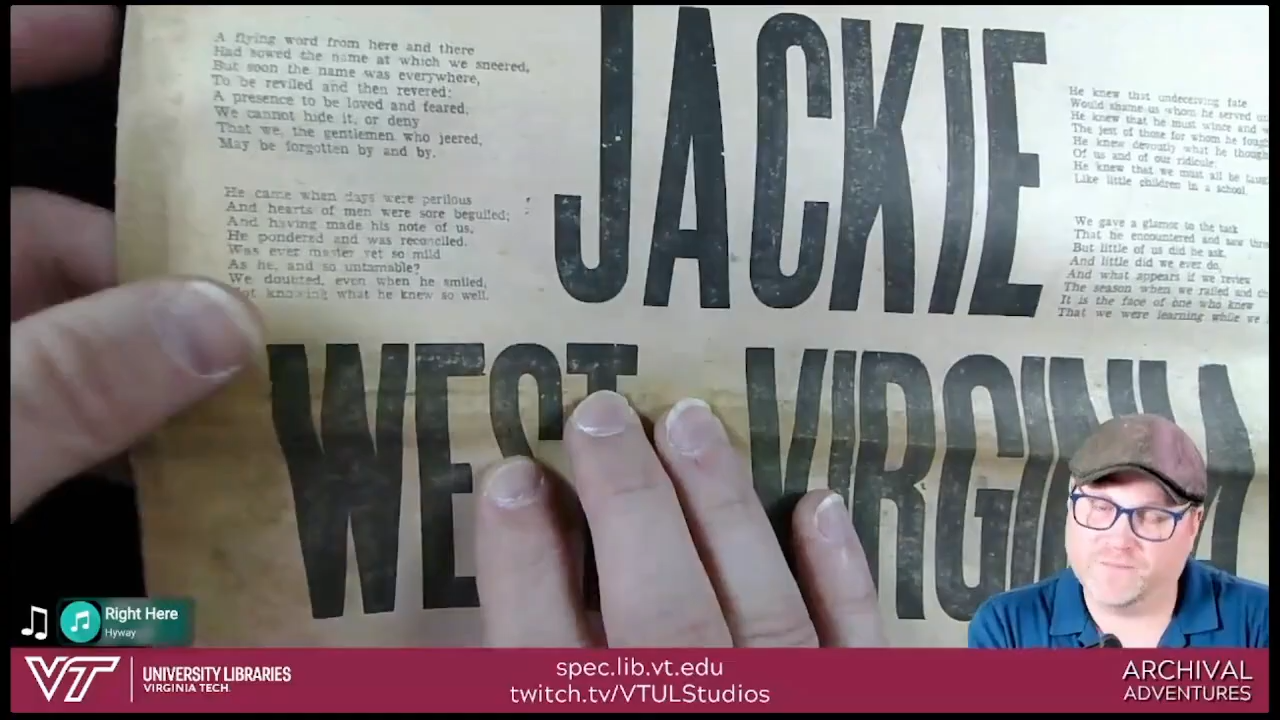 A flying word from here and there
Had sowed the name at which we sneered,
But soon the name was everywhere,
To be reviled and then revered:
A presence to be loved and feared,
We cannot hide it, or deny
That we, the gentlemen who jeered,
May be forgotten by and by.
He came when days were perilous
And hearts of men were sore beguiled;
And having made his note of us,
He pondered and was reconciled.
Was ever master yet so mild
As he, and so untamable?
We doubted, even when he smiled,
Not knowing what he knew so well.
JACKIE
WEST VIRGINIA
He knew that undeceiving fate
Would shame us whom he served
He knew that he must wince and
The jest of those for whom he
He knew devoutly what he
Of us and of our ridicule;
He knew that we must all be
Like little children in a school.
We gave a glamor to the task
That he encountered and saw
But little of us did he ask,
And little did we ever do.
And what appears if we review
The season when we railed and
It is the face of one who knew
That we were learning while we
Right Here
Hyway
VT UNIVERSITY LIBRARIES
VIRGINIA TECH.
spec.lib.vt.edu
twitch.tv/VTULStudios
ARCHIVAL
ADVENTURES